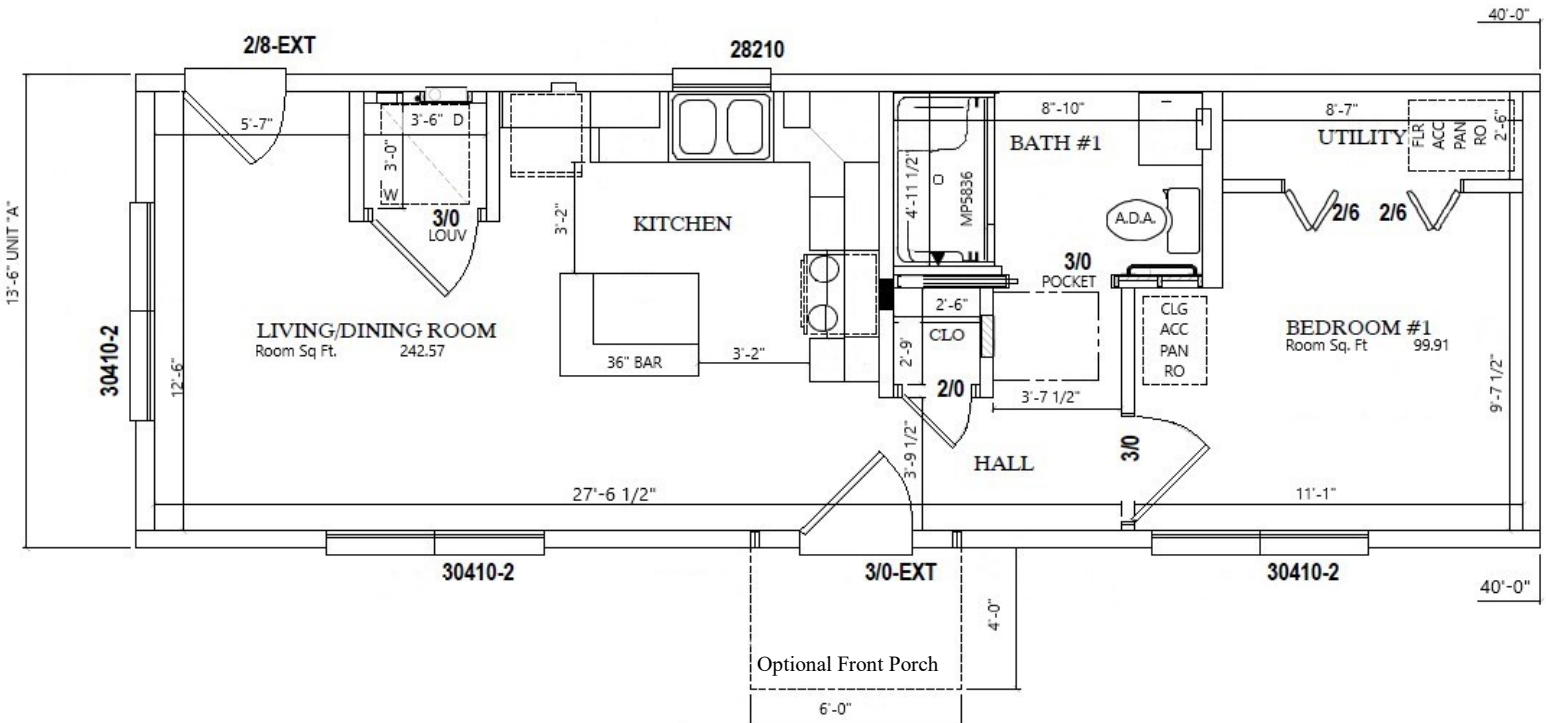 40'-0"
2/8-EXT
28210
5'-7"
3'-6" D
8'-10"
8'-7"
FLR
ACC
PAN
RO
2'-6"
UTILITY
BATH #1
3'-0"
W
4'-11 1/2"
MP5836
3/0
LOUV
3'-2"
KITCHEN
A.D.A.
2/6 2/6
13'-6" UNIT "A"
3/0
POCKET
2'-6"
CLO
2'-9'
CLG
ACC
PAN
RO
LIVING/DINING ROOM
Room Sq Ft. 242.57
BEDROOM #1
Room Sq. Ft 99.91
30410-2
12'-6"
36" BAR
3'-2"
2/0
3'-7 1/2"
9'-7 1/2"
3'-9 1/2"
HALL
3/0
27'-6 1/2"
11'-1"
30410-2
3/0-EXT
30410-2
40'-0"
4'-0"
Optional Front Porch
6'-0"